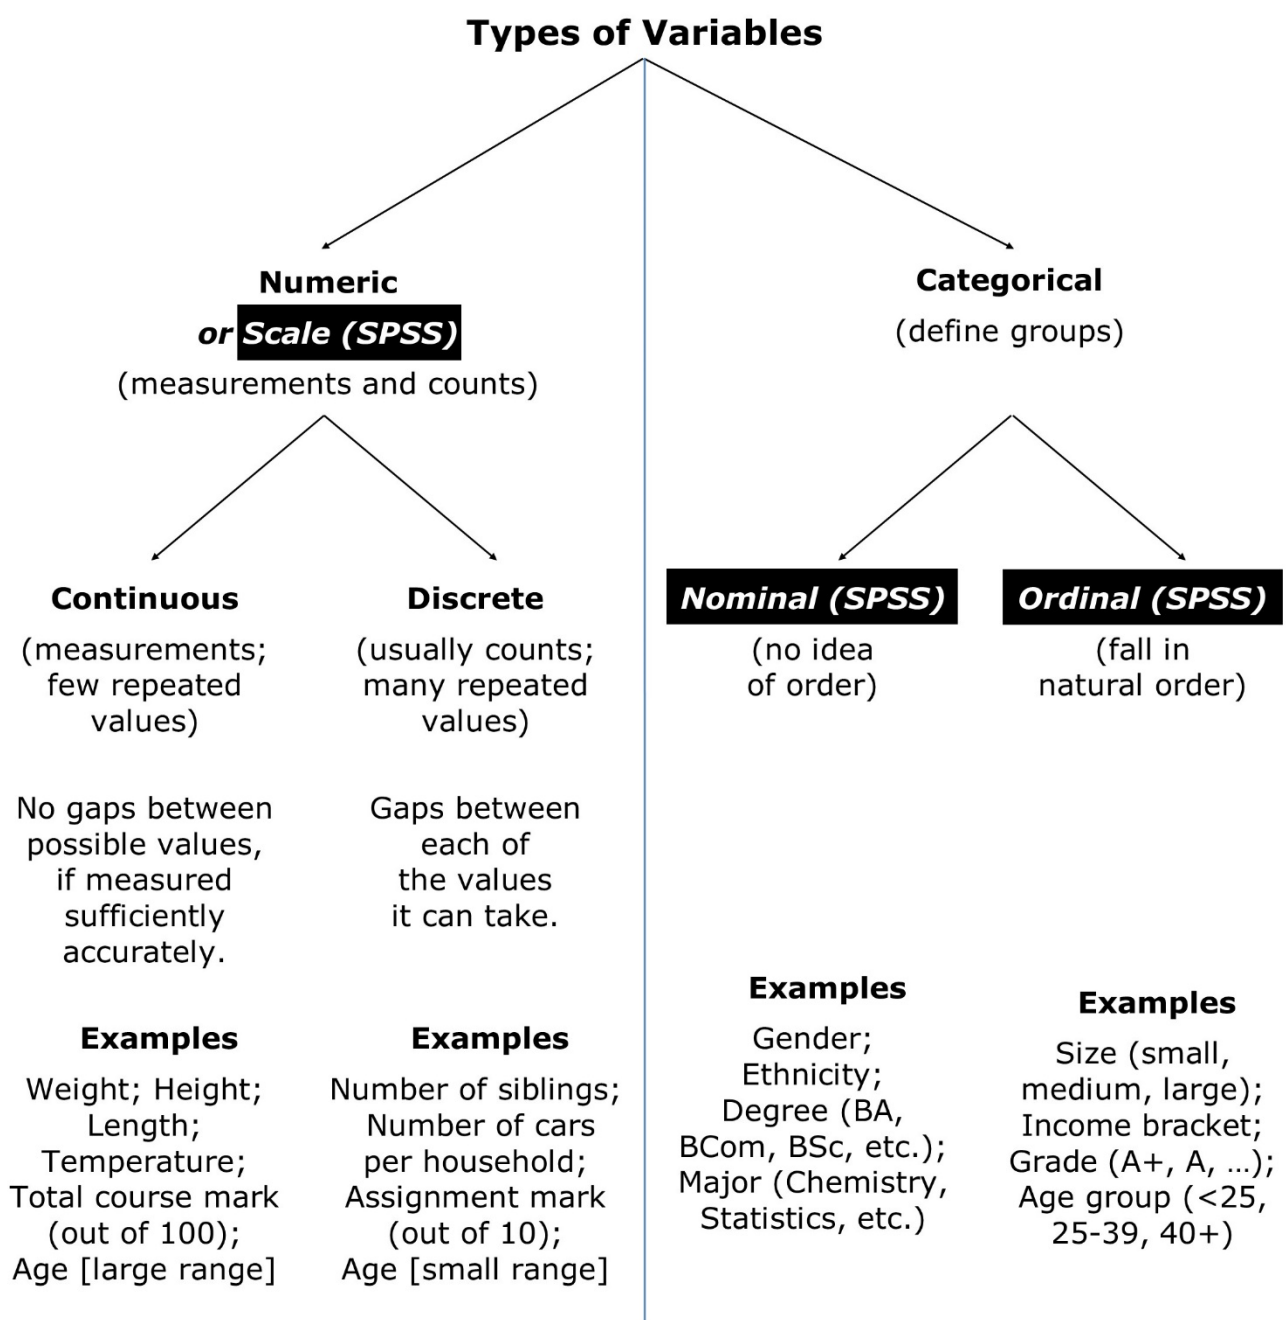 Types of Variables
Numeric
or Scale (SPSS)
(measurements and counts)
Categorical
(define groups)
Continuous
(measurements;
few repeated
values)
No gaps between
possible values,
if measured
sufficiently
accurately.
Examples
Weight; Height;
Length;
Temperature;
Total course mark
(out of 100);
Age [large range]
Discrete
(usually counts;
many repeated
values)
Gaps between
each of
the values
it can take.
Examples
Number of siblings;
Number of cars
per household;
Assignment mark
(out of 10);
Age [small range]
Nominal (SPSS)
(no idea
of order)
Examples
Gender;
Ethnicity;
Degree (BA,
BCom, BSc, etc.);
Major (Chemistry,
Statistics, etc.)
Ordinal (SPSS)
(fall in
natural order)
Examples
Size (small,
medium, large);
Income bracket;
Grade (A+, A, …);
Age group (<25,
25-39, 40+)